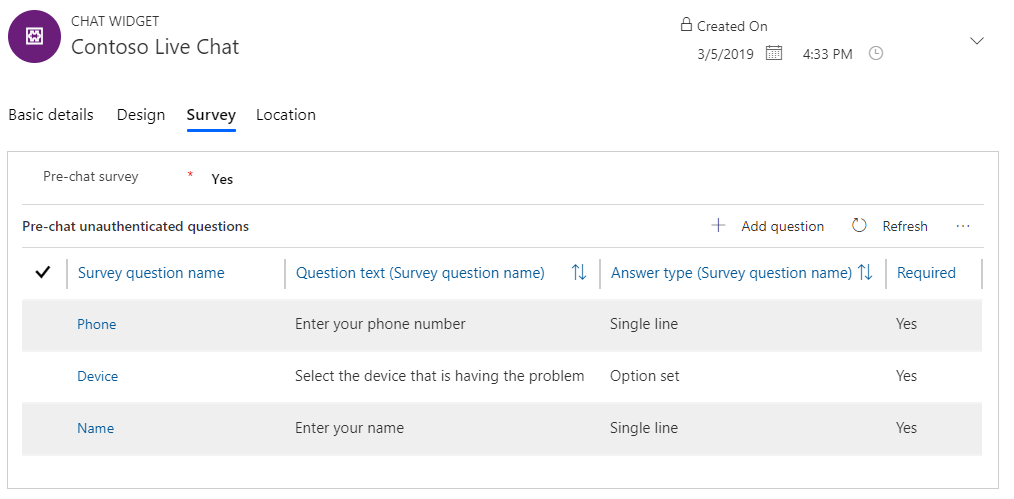 CHAT WIDGET
Contoso Live Chat
Created On
3/5/2019 4:33 PM
Basic details Design Survey Location
Pre-chat survey * Yes
Pre-chat unauthenticated questions + Add question Refresh ...
Survey question name Question text (Survey question name) Answer type (Survey question name) Required
Phone Enter your phone number Single line Yes
Device Select the device that is having the problem Option set Yes
Name Enter your name Single line Yes